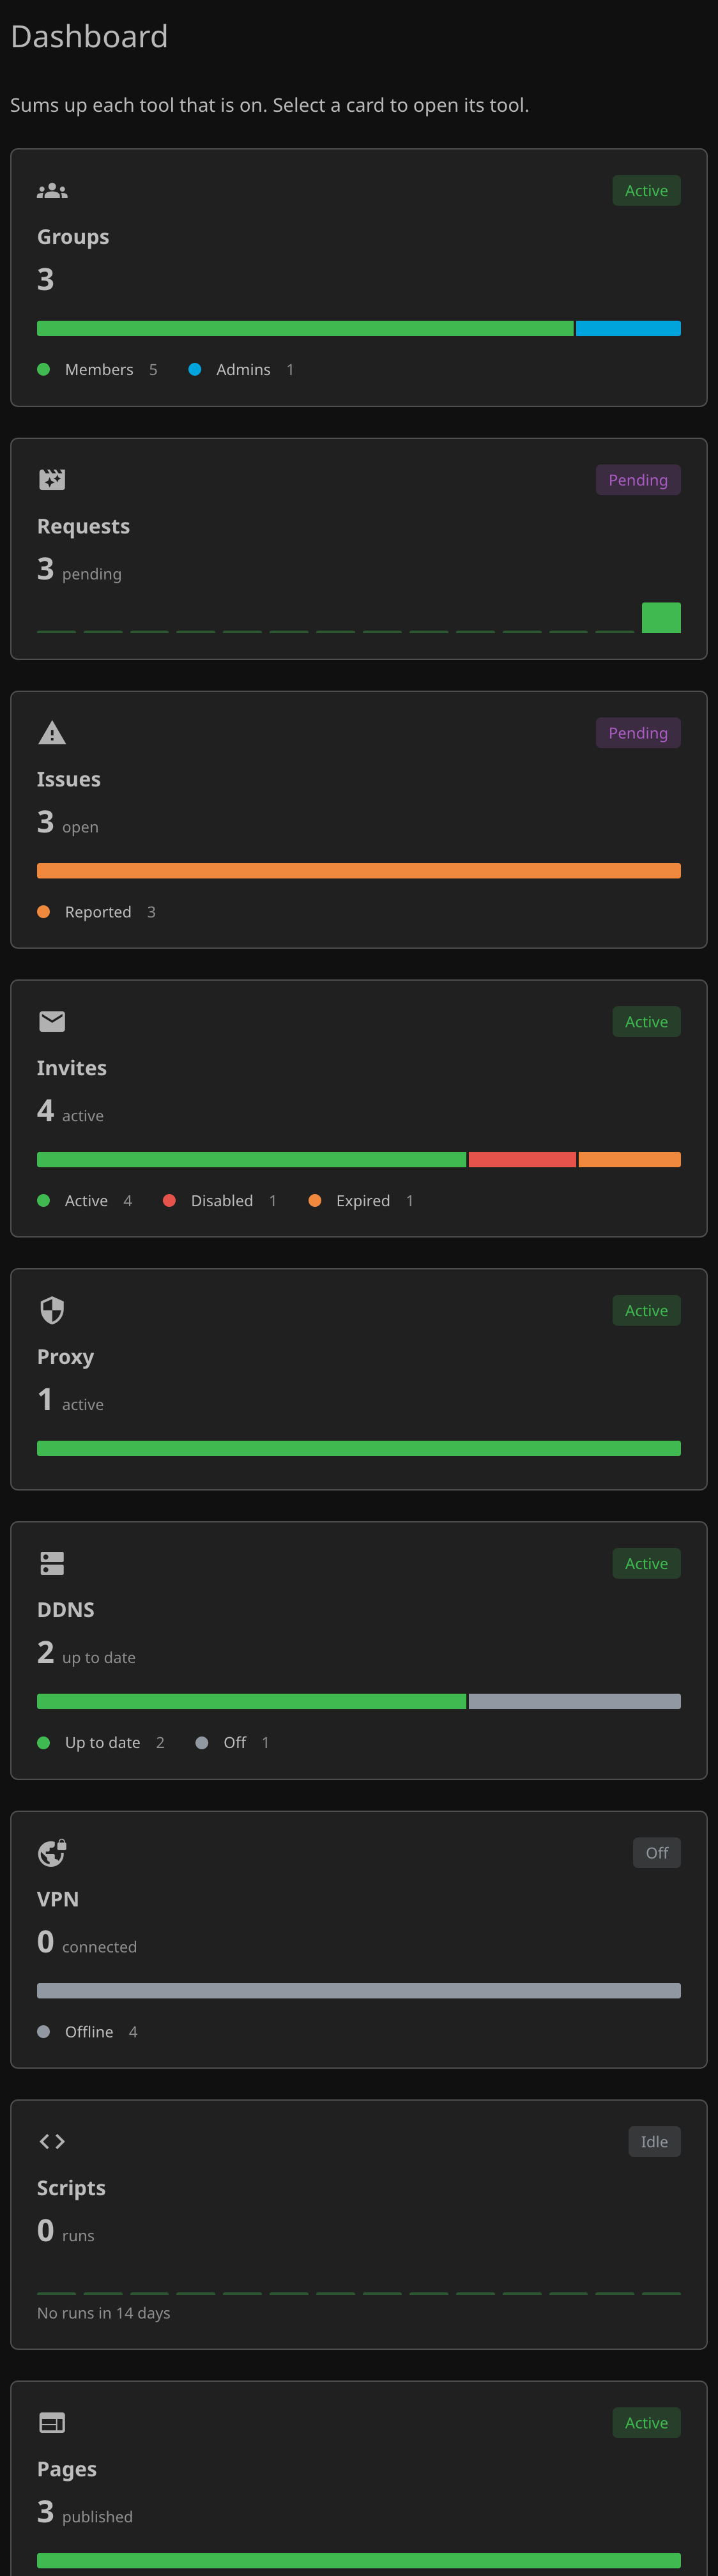 Dashboard
Sums up each tool that is on. Select a card to open its tool.
Active
Groups
3
Members 5 Admins 1
Pending
Requests
3 pending
Pending
Issues
3 open
Reported 3
Active
Invites
4 active
Active 4 Disabled 1 Expired 1
Active
Proxy
1 active
Active
DDNS
2 up to date
Up to date 2 Off 1
Off
VPN
0 connected
Offline 4
Idle
Scripts
0 runs
No runs in 14 days
Active
Pages
3 published